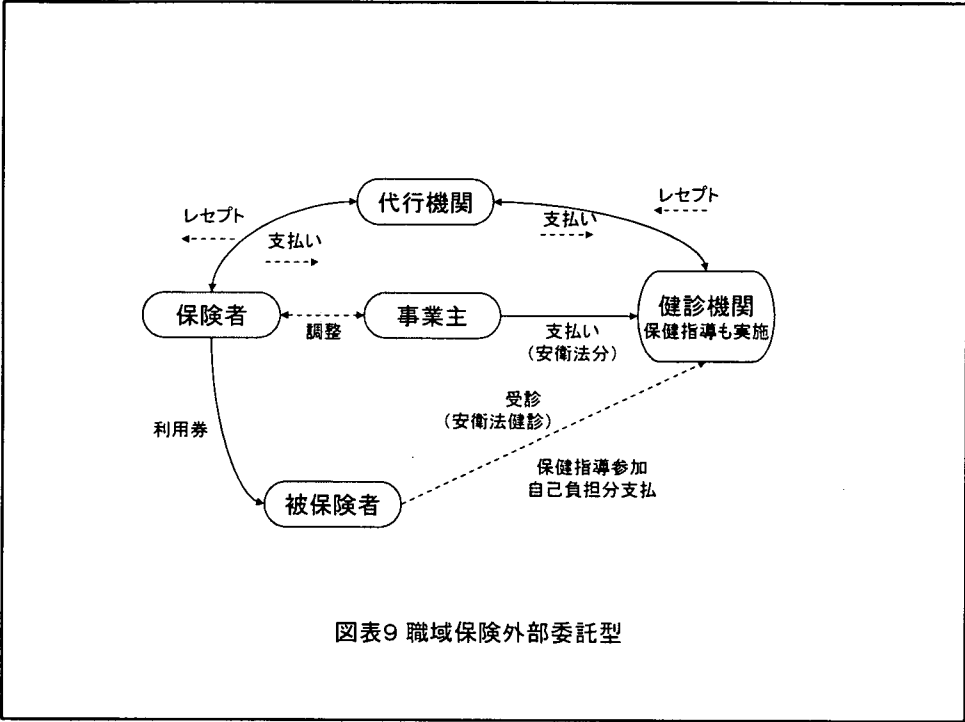 代行機関
レセプト
支払い
レセプト
支払い
保険者
調整
事業主
支払い
(安衛法分)
健診機関
保健指導も実施
受診
(安衛法健診)
利用券
保健指導参加
自己負担分支払
被保険者
図表9 職域保険外部委託型